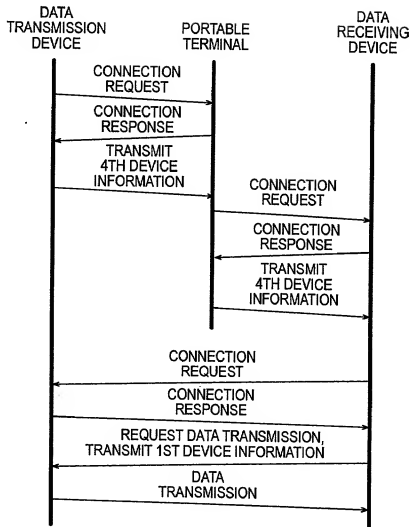 DATA
TRANSMISSION
DEVICE
PORTABLE
TERMINAL
DATA
RECEIVING
DEVICE
CONNECTION
REQUEST
CONNECTION
RESPONSE
TRANSMIT
4TH DEVICE
INFORMATION
CONNECTION
REQUEST
CONNECTION
RESPONSE
TRANSMIT
4TH DEVICE
INFORMATION
CONNECTION
REQUEST
CONNECTION
RESPONSE
REQUEST DATA TRANSMISSION,
TRANSMIT 1ST DEVICE INFORMATION
DATA
TRANSMISSION